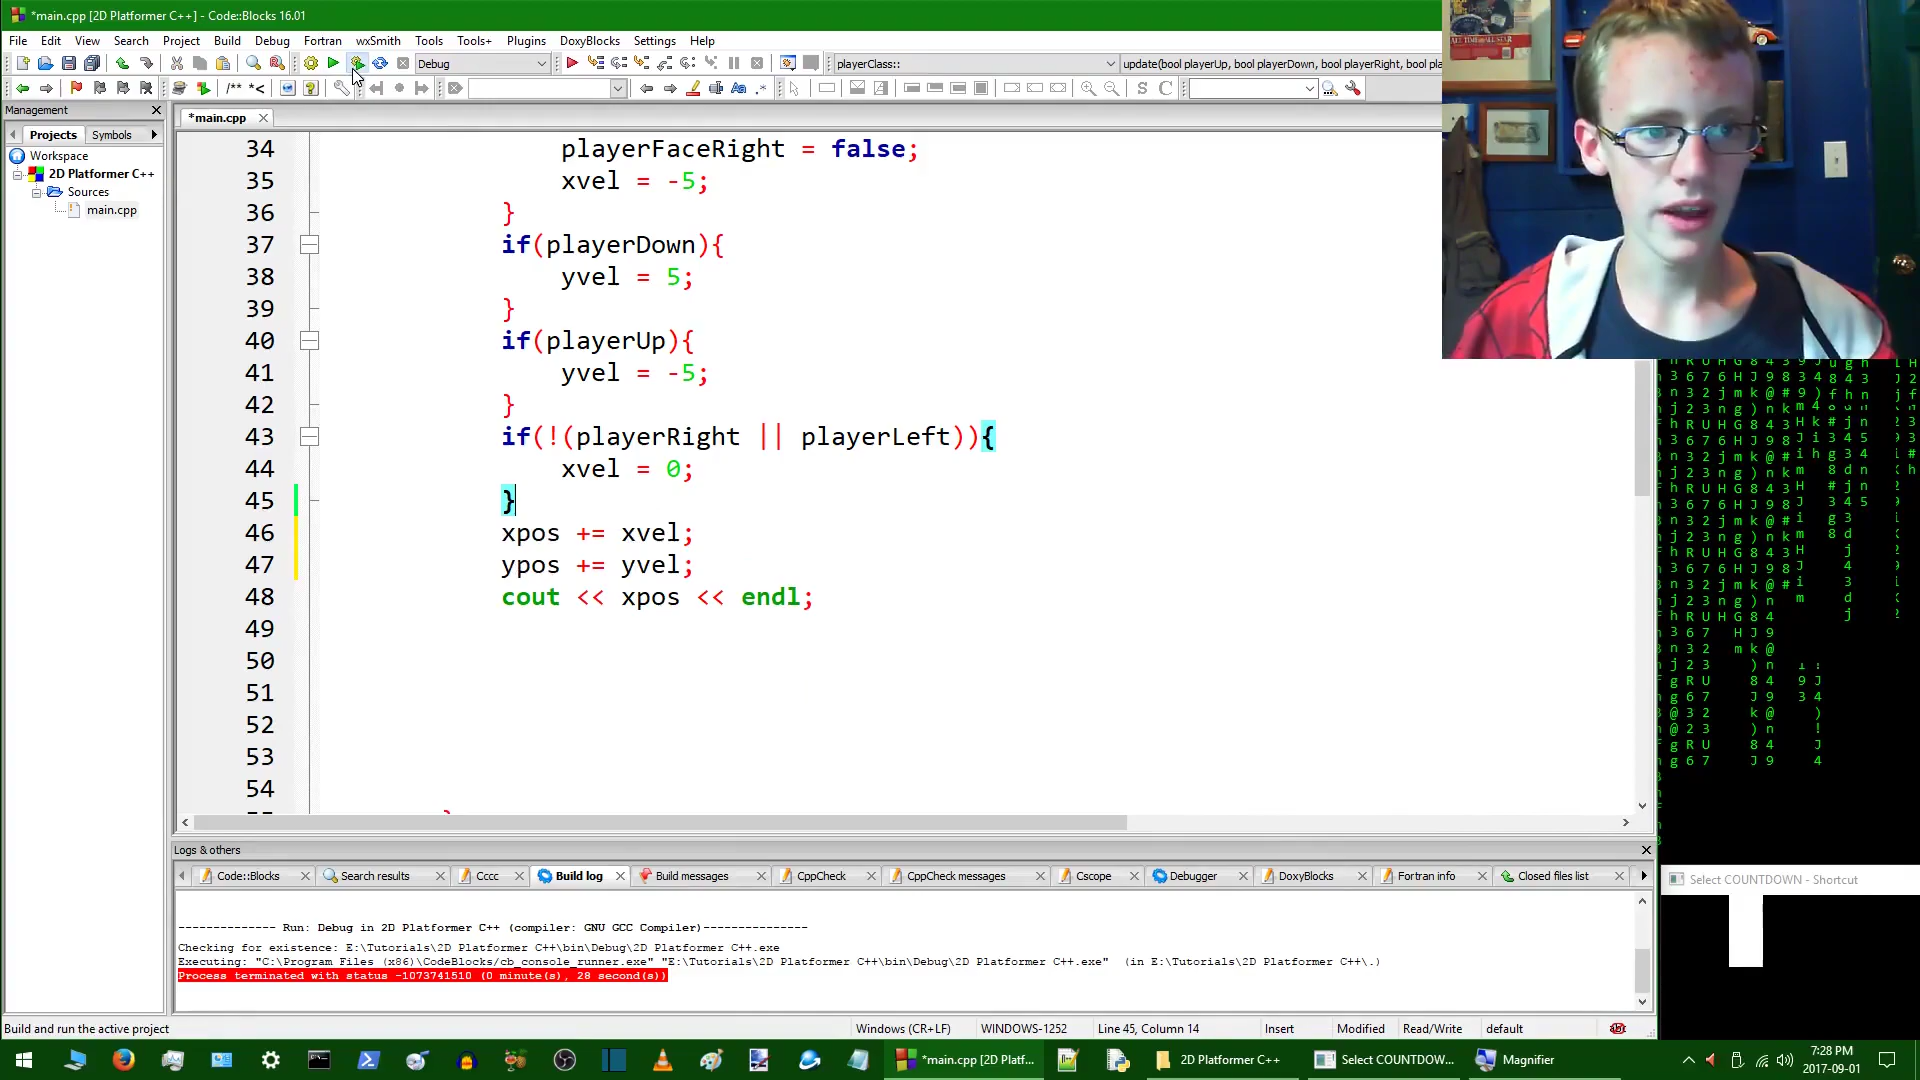 *main.cpp [2D Platformer C++] - Code::Blocks 16.01
File Edit View Search Project Build Debug Fortran wxSmith Tools Tools+ Plugins DoxyBlocks Settings Help
Debug playerClass:: update(bool playerUp, bool playerDown, bool playerRight, bool pla
/** *<
Management
Projects Symbols
*main.cpp
Workspace
2D Platformer C++
Sources
main.cpp
34 playerFaceRight = false;
35 xvel = -5;
36 }
37 if(playerDown){
38 yvel = 5;
39 }
40 if(playerUp){
41 yvel = -5;
42 }
43 if(!(playerRight || playerLeft)){
44 xvel = 0;
45 }
46 xpos += xvel;
47 ypos += yvel;
48 cout << xpos << endl;
49
50
51
52
53
54
Logs & others
Code::Blocks Search results Cccc Build log Build messages CppCheck CppCheck messages Cscope Debugger DoxyBlocks Fortran info Closed files list
-------------- Run: Debug in 2D Platformer C++ (compiler: GNU GCC Compiler)---------------
Checking for existence: E:\Tutorials\2D Platformer C++\bin\Debug\2D Platformer C++.exe
Executing: "C:\Program Files (x86)\CodeBlocks/cb_console_runner.exe" "E:\Tutorials\2D Platformer C++\bin\Debug\2D Platformer C++.exe"  (in E:\Tutorials\2D Platformer C++\.)
Process terminated with status -1073741510 (0 minute(s), 28 second(s))
Select COUNTDOWN - Shortcut
Build and run the active project Windows (CR+LF) WINDOWS-1252 Line 45, Column 14 Insert Modified Read/Write default
*main.cpp [2D Platf... 2D Platformer C++ Select COUNTDOW... Magnifier
7:28 PM
2017-09-01